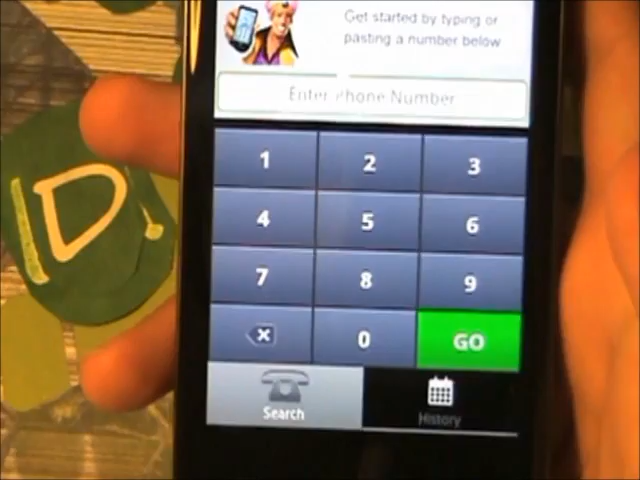 Get started by typing or
pasting a number below
Enter Phone Number
1 2 3
4 5 6
7 8 9
0 GO
Search History
D